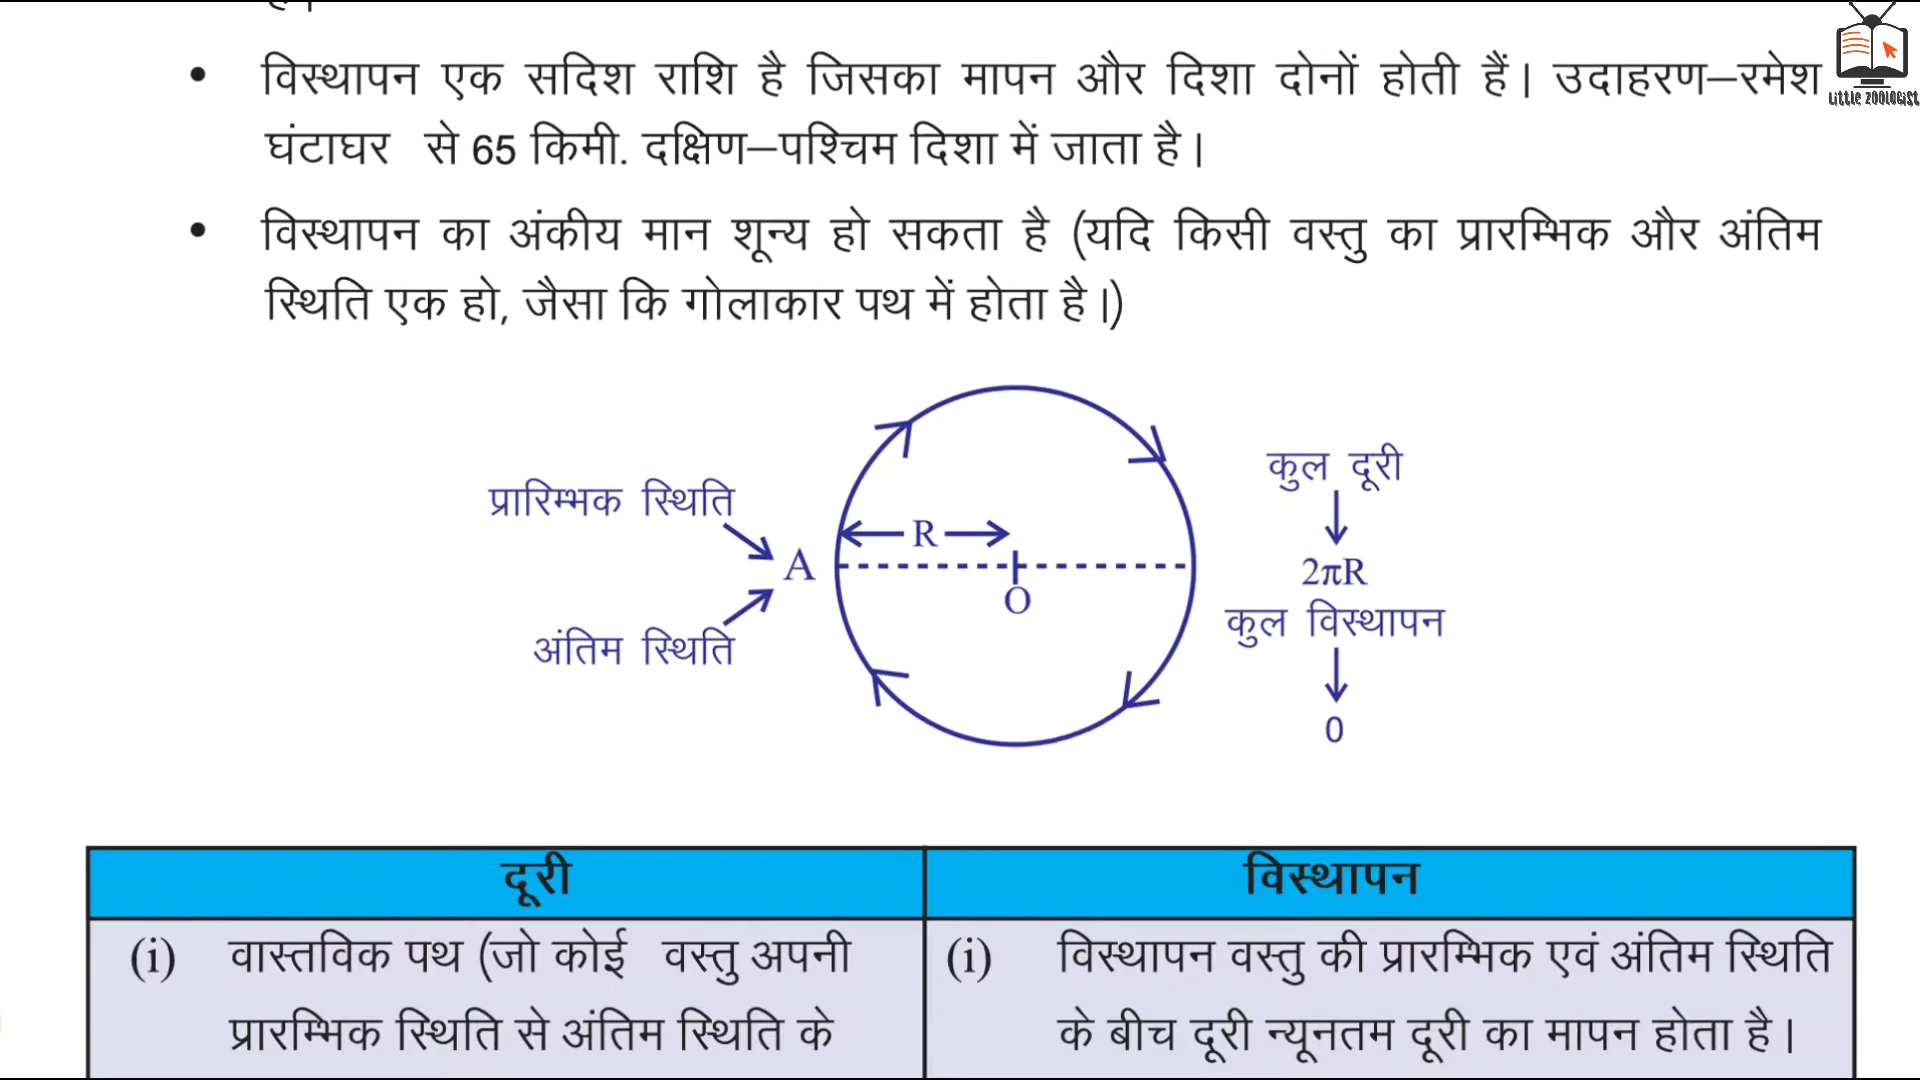 • विस्थापन एक सदिश राशि है जिसका मापन और दिशा दोनों होती हैं। उदाहरण–रमेश
घंटाघर से 65 किमी. दक्षिण–पश्चिम दिशा में जाता है।
• विस्थापन का अंकीय मान शून्य हो सकता है (यदि किसी वस्तु का प्रारम्भिक और अंतिम
स्थिति एक हो, जैसा कि गोलाकार पथ में होता है।)
LITTLE ZOOLOGIST
प्रारिम्भक स्थिति
A
अंतिम स्थिति
R
O
कुल दूरी
2πR
कुल विस्थापन
0
दूरी
विस्थापन
(i) वास्तविक पथ (जो कोई वस्तु अपनी
प्रारम्भिक स्थिति से अंतिम स्थिति के
(i) विस्थापन वस्तु की प्रारम्भिक एवं अंतिम स्थिति
के बीच दूरी न्यूनतम दूरी का मापन होता है।